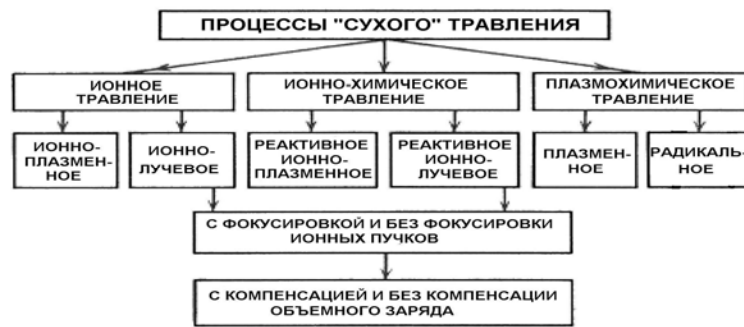 ПРОЦЕССЫ "СУХОГО" ТРАВЛЕНИЯ
ИОННОЕ
ТРАВЛЕНИЕ
ИОННО-ХИМИЧЕСКОЕ
ТРАВЛЕНИЕ
ПЛАЗМОХИМИЧЕСКОЕ
ТРАВЛЕНИЕ
ИОННО-
ПЛАЗМЕН-
НОЕ
ИОННО-
ЛУЧЕВОЕ
РЕАКТИВНОЕ
ИОННО-
ПЛАЗМЕННОЕ
РЕАКТИВНОЕ
ИОННО-
ЛУЧЕВОЕ
ПЛАЗМЕН-
НОЕ
РАДИКАЛЬ-
НОЕ
С ФОКУСИРОВКОЙ И БЕЗ ФОКУСИРОВКИ
ИОННЫХ ПУЧКОВ
С КОМПЕНСАЦИЕЙ И БЕЗ КОМПЕНСАЦИИ
ОБЪЕМНОГО ЗАРЯДА